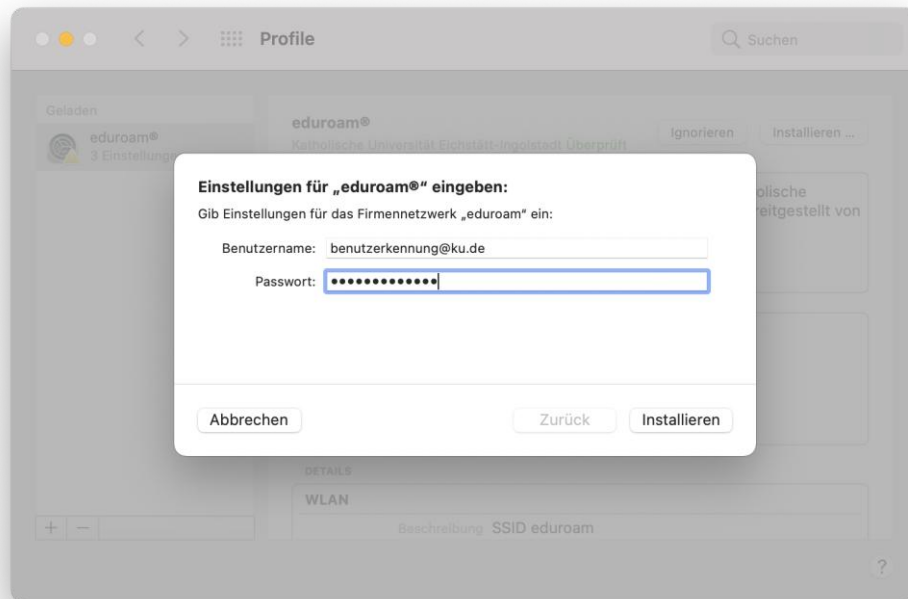 Profile
Suchen
Geladen
eduroam®
3 Einstellunge
eduroam®
Katholische Universität Eichstätt-Ingolstadt Überprüft
Ignorieren
Installieren ...
olische
reitgestellt von
Einstellungen für „eduroam®“ eingeben:
Gib Einstellungen für das Firmennetzwerk „eduroam“ ein:
Benutzername: benutzerkennung@ku.de
Passwort: •••••••••••••
Abbrechen
Zurück
Installieren
DETAILS
WLAN
Beschreibung SSID eduroam
+ −
?